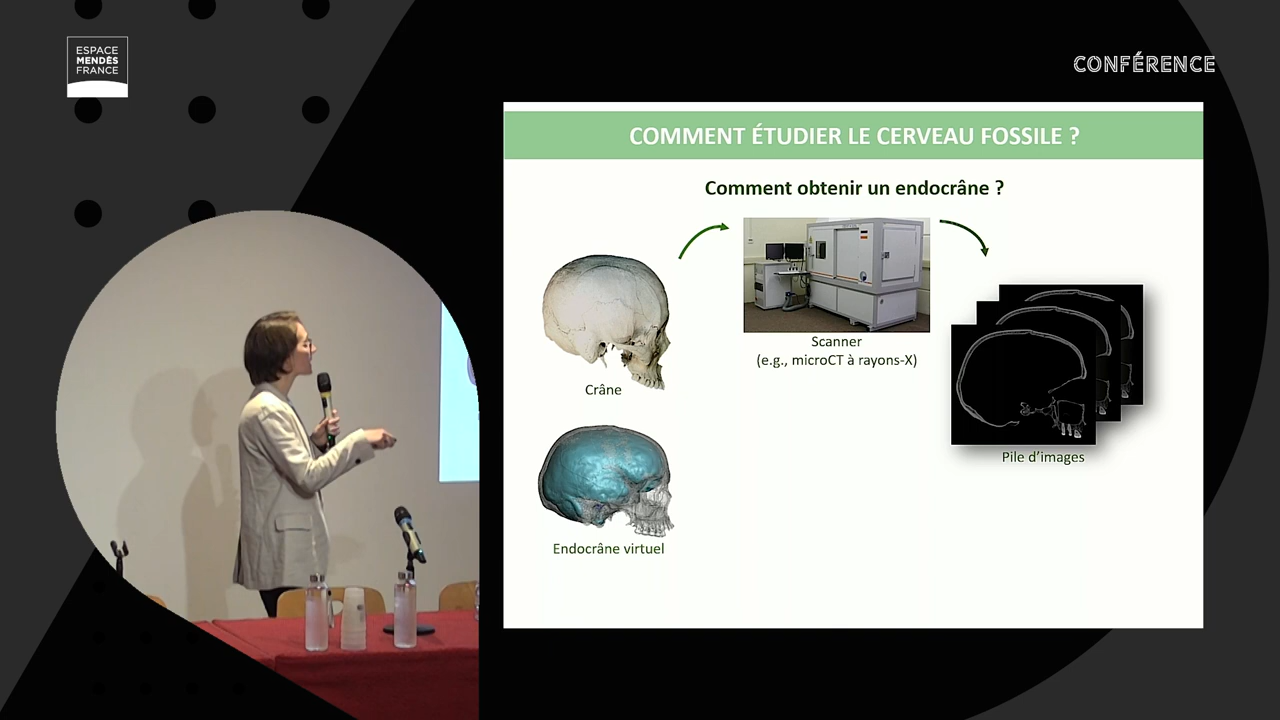 ESPACE
MENDÈS
FRANCE
CONFÉRENCE
COMMENT ÉTUDIER LE CERVEAU FOSSILE ?
Comment obtenir un endocrâne ?
Scanner
(e.g., microCT à rayons-X)
Crâne
Pile d'images
Endocrâne virtuel